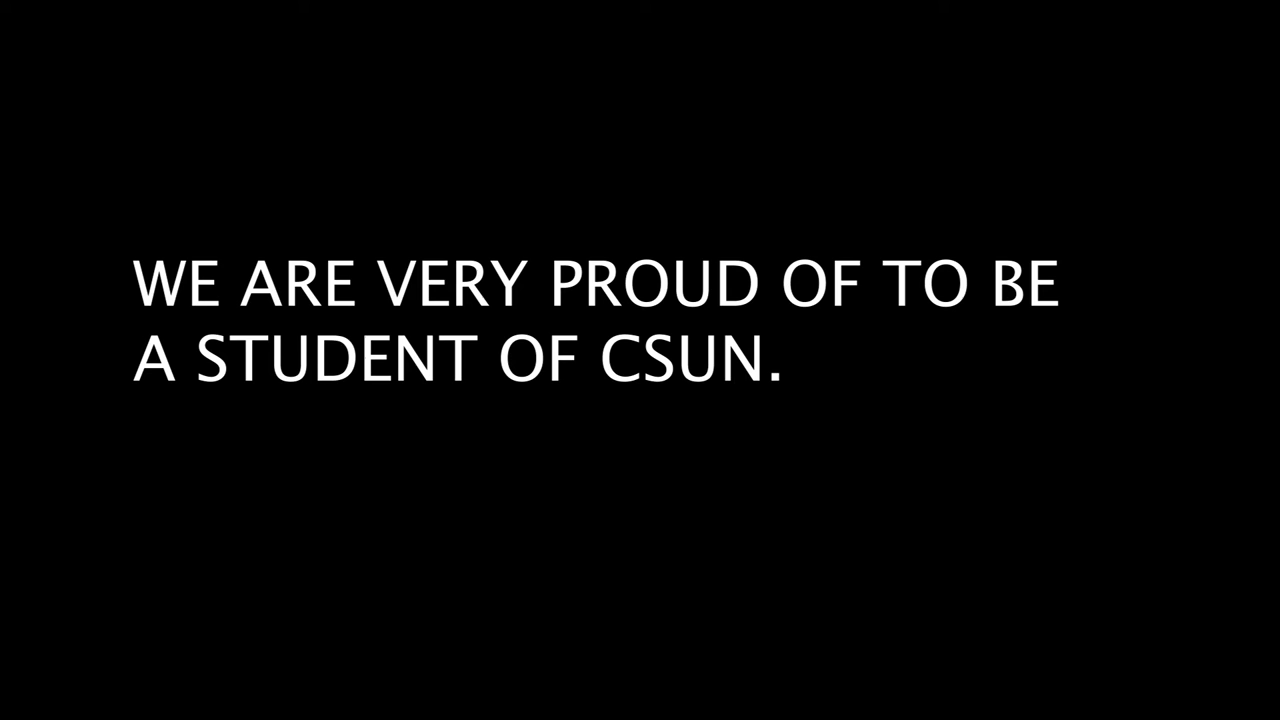 WE ARE VERY PROUD OF TO BE
A STUDENT OF CSUN.